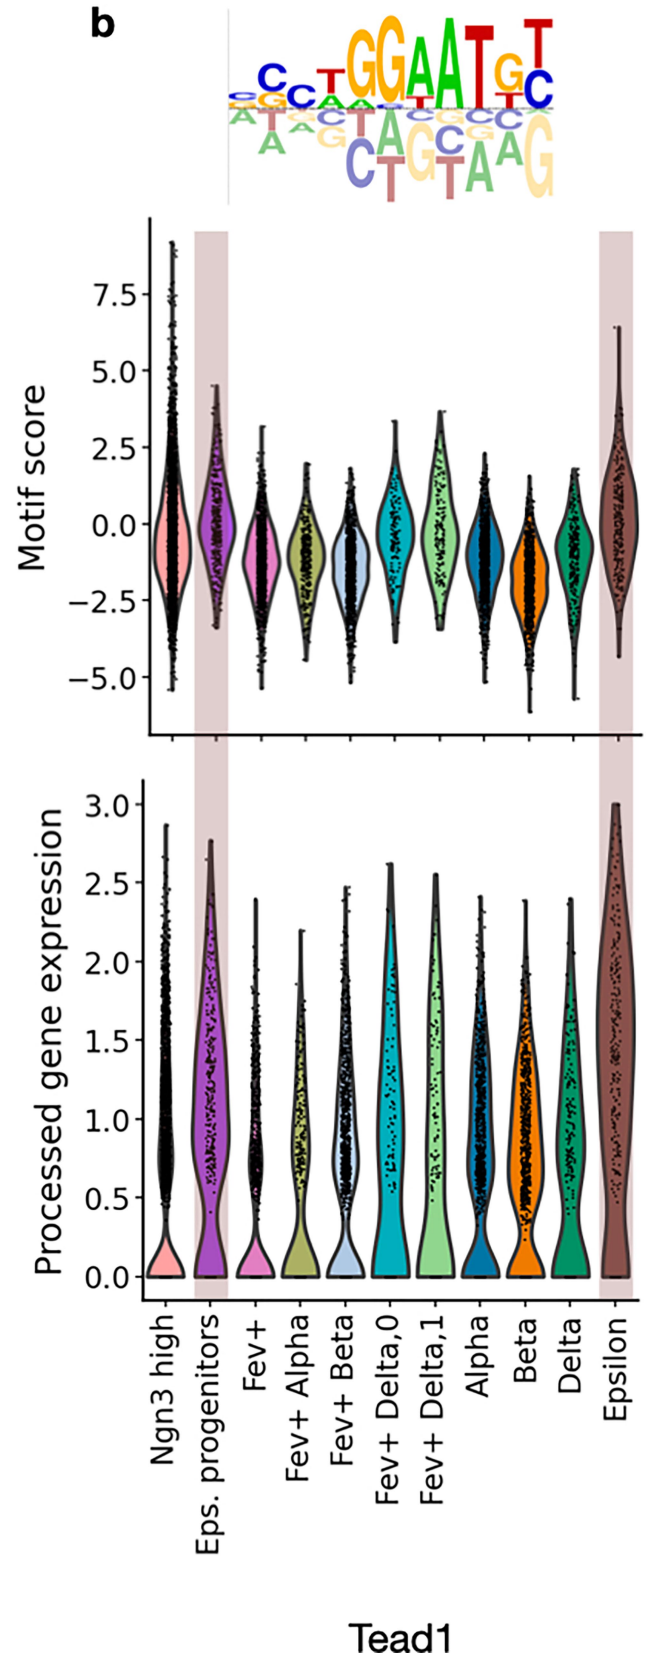 b
Motif score
7.5
5.0
2.5
0.0
−2.5
−5.0
Processed gene expression
3.0
2.5
2.0
1.5
1.0
0.5
0.0
Ngn3 high
Eps. progenitors
Fev+
Fev+ Alpha
Fev+ Beta
Fev+ Delta,0
Fev+ Delta,1
Alpha
Beta
Delta
Epsilon
Tead1